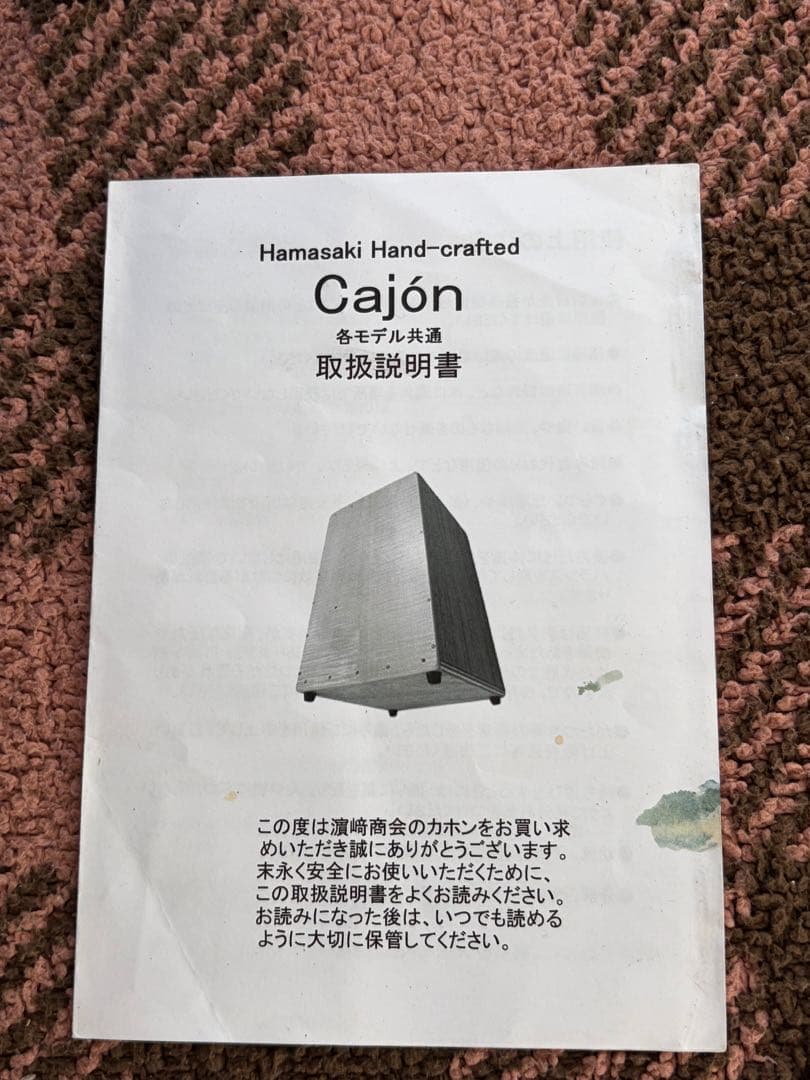 Hamasaki Hand-crafted
Cajón
各モデル共通
取扱説明書
この度は濵﨑商会のカホンをお買い求
めいただき誠にありがとうございます。
末永く安全にお使いいただくために、
この取扱説明書をよくお読みください。
お読みになった後は、いつでも読める
ように大切に保管してください。